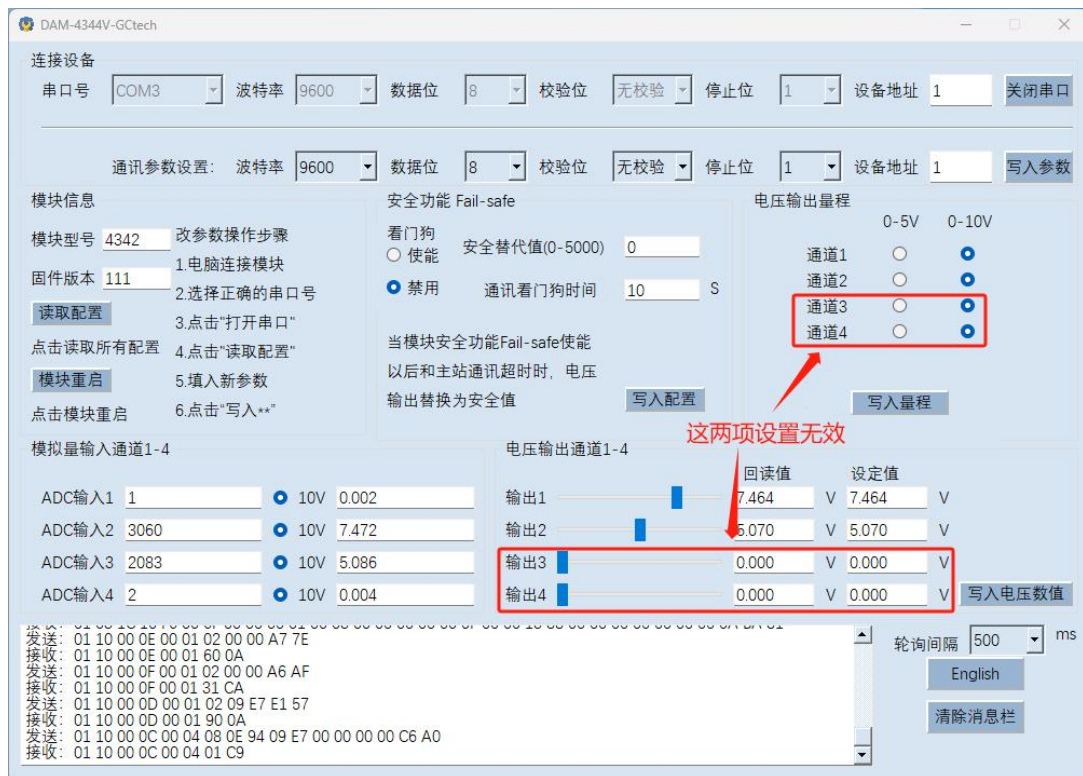 DAM-4344V-GCtech
连接设备
串口号 COM3 波特率 9600 数据位 8 校验位 无校验 停止位 1 设备地址 1 关闭串口
通讯参数设置: 波特率 9600 数据位 8 校验位 无校验 停止位 1 设备地址 1 写入参数
模块信息
模块型号 4342
固件版本 111
读取配置
点击读取所有配置
模块重启
点击模块重启
改参数操作步骤
1.电脑连接模块
2.选择正确的串口号
3.点击"打开串口"
4.点击"读取配置"
5.填入新参数
6.点击"写入**"
安全功能 Fail-safe
看门狗
使能 安全替代值(0-5000) 0
禁用 通讯看门狗时间 10 S
当模块安全功能Fail-safe使能
以后和主站通讯超时时, 电压
输出替换为安全值 写入配置
电压输出量程
0-5V 0-10V
通道1
通道2
通道3
通道4
写入量程
这两项设置无效
模拟量输入通道1-4
ADC输入1 1 10V 0.002
ADC输入2 3060 10V 7.472
ADC输入3 2083 10V 5.086
ADC输入4 2 10V 0.004
电压输出通道1-4
回读值 设定值
输出1 7.464 V 7.464 V
输出2 5.070 V 5.070 V
输出3 0.000 V 0.000 V
输出4 0.000 V 0.000 V 写入电压数值
发送: 01 10 00 0E 00 01 02 00 00 A7 7E
接收: 01 10 00 0E 00 01 60 0A
发送: 01 10 00 0F 00 01 02 00 00 A6 AF
接收: 01 10 00 0F 00 01 31 CA
发送: 01 10 00 0D 00 01 02 09 E7 E1 57
接收: 01 10 00 0D 00 01 90 0A
发送: 01 10 00 0C 00 04 08 0E 94 09 E7 00 00 00 00 C6 A0
接收: 01 10 00 0C 00 04 01 C9
轮询间隔 500 ms
English
清除消息栏